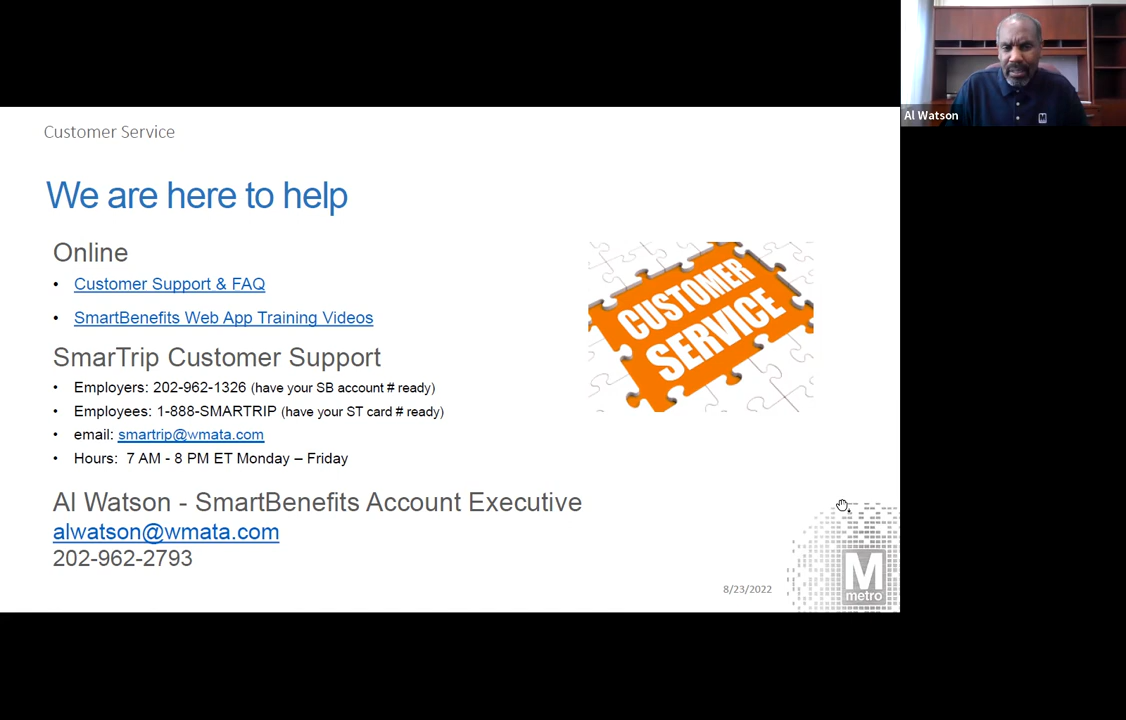 Al Watson
Customer Service
We are here to help
Online
• Customer Support & FAQ
• SmartBenefits Web App Training Videos
SmarTrip Customer Support
• Employers: 202-962-1326 (have your SB account # ready)
• Employees: 1-888-SMARTRIP (have your ST card # ready)
• email: smartrip@wmata.com
• Hours: 7 AM - 8 PM ET Monday – Friday
CUSTOMER
SERVICE
Al Watson - SmartBenefits Account Executive
alwatson@wmata.com
202-962-2793
8/23/2022
M
metro
M